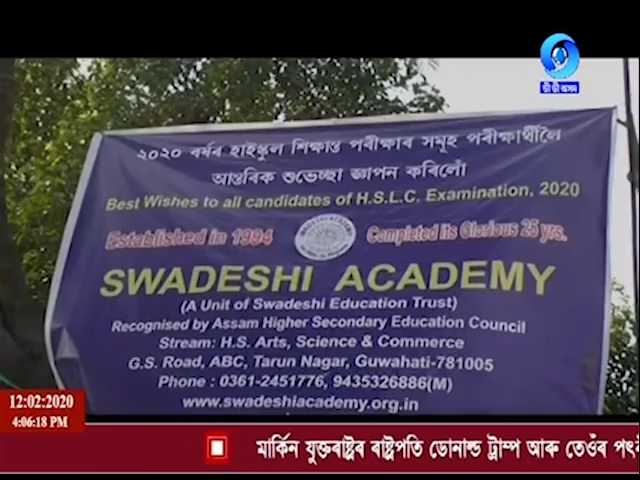 ডী ডী অসম
২০২০ বৰ্ষৰ হাইস্কুল শিক্ষান্ত পৰীক্ষাৰ সমূহ পৰীক্ষাৰ্থীলৈ
আন্তৰিক শুভেচ্ছা জ্ঞাপন কৰিলোঁ
Best Wishes to all candidates of H.S.L.C. Examination, 2020
Established in 1994
Completed its Glorious 25 yrs.
SWADESHI ACADEMY
(A Unit of Swadeshi Education Trust)
Recognised by Assam Higher Secondary Education Council
Stream: H.S. Arts, Science & Commerce
G.S. Road, ABC, Tarun Nagar, Guwahati-781005
Phone : 0361-2451776, 9435326886(M)
www.swadeshiacademy.org.in
12:02:2020
4:06:18 PM
মাৰ্কিন যুক্তৰাষ্ট্ৰৰ ৰাষ্ট্ৰপতি ডোনাল্ড ট্ৰাম্প আৰু তেওঁৰ